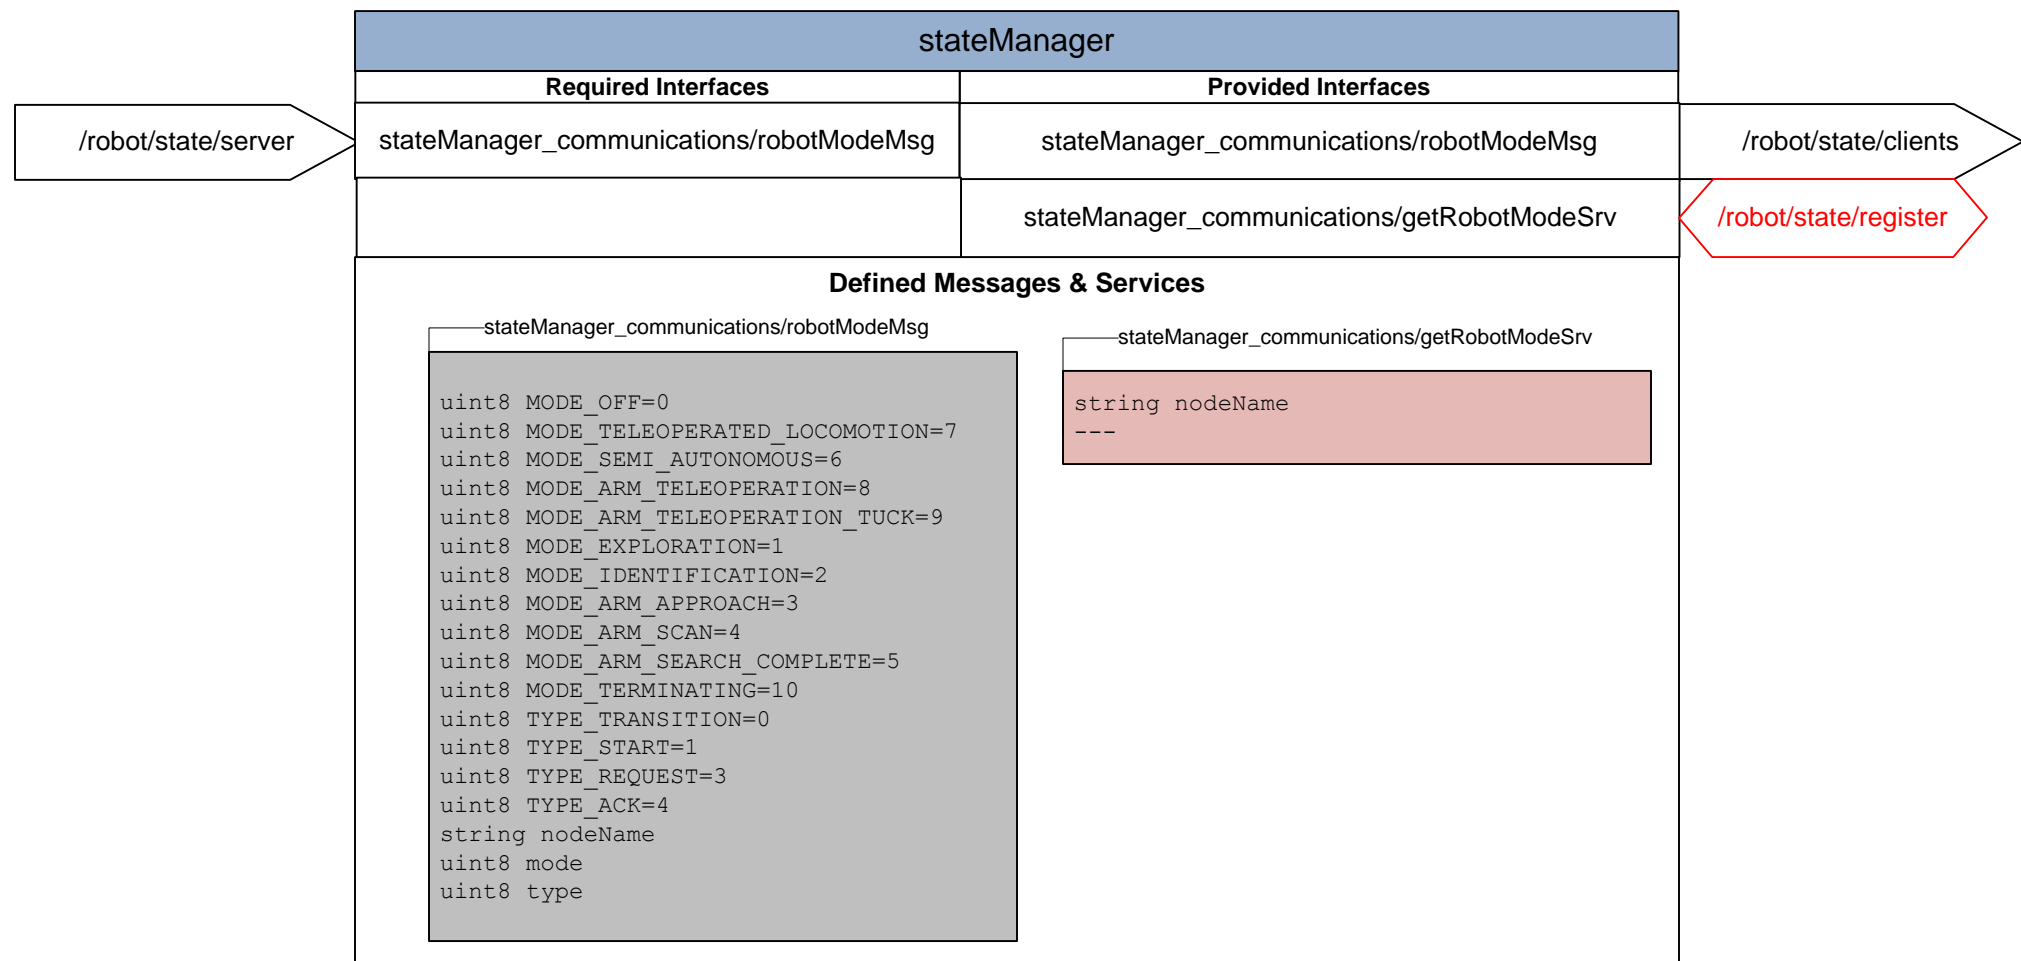 stateManager
Required Interfaces
Provided Interfaces
/robot/state/server
stateManager_communications/robotModeMsg
stateManager_communications/robotModeMsg
/robot/state/clients
stateManager_communications/getRobotModeSrv
/robot/state/register
Defined Messages & Services
stateManager_communications/robotModeMsg
uint8 MODE_OFF=0
uint8 MODE_TELEOPERATED_LOCOMOTION=7
uint8 MODE_SEMI_AUTONOMOUS=6
uint8 MODE_ARM_TELEOPERATION=8
uint8 MODE_ARM_TELEOPERATION_TUCK=9
uint8 MODE_EXPLORATION=1
uint8 MODE_IDENTIFICATION=2
uint8 MODE_ARM_APPROACH=3
uint8 MODE_ARM_SCAN=4
uint8 MODE_ARM_SEARCH_COMPLETE=5
uint8 MODE_TERMINATING=10
uint8 TYPE_TRANSITION=0
uint8 TYPE_START=1
uint8 TYPE_REQUEST=3
uint8 TYPE_ACK=4
string nodeName
uint8 mode
uint8 type
stateManager_communications/getRobotModeSrv
string nodeName
---